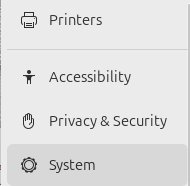 Printers
Accessibility
Privacy & Security
System